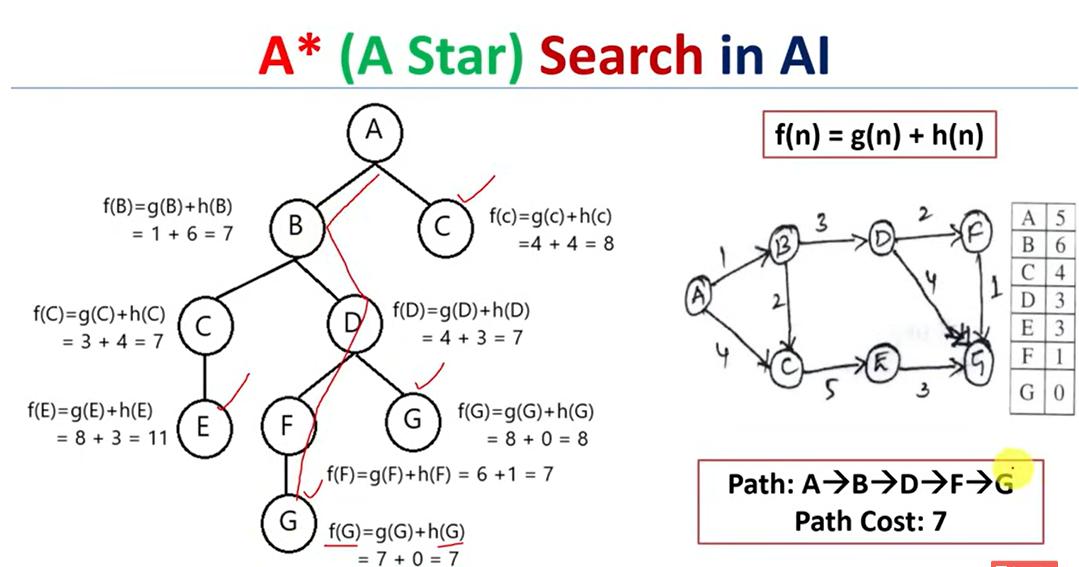 A* (A Star) Search in AI
f(n) = g(n) + h(n)
A
f(B)=g(B)+h(B)
= 1 + 6 = 7
B
C
f(c)=g(c)+h(c)
=4 + 4 = 8
f(C)=g(C)+h(C)
= 3 + 4 = 7
C
D
f(D)=g(D)+h(D)
= 4 + 3 = 7
f(E)=g(E)+h(E)
= 8 + 3 = 11
E
F
G
f(G)=g(G)+h(G)
= 8 + 0 = 8
f(F)=g(F)+h(F) = 6 +1 = 7
G
f(G)=g(G)+h(G)
= 7 + 0 = 7
A
1
B
3
D
2
F
2
4
1
4
C
5
E
3
G
A 5
B 6
C 4
D 3
E 3
F 1
G 0
Path: A→B→D→F→G
Path Cost: 7